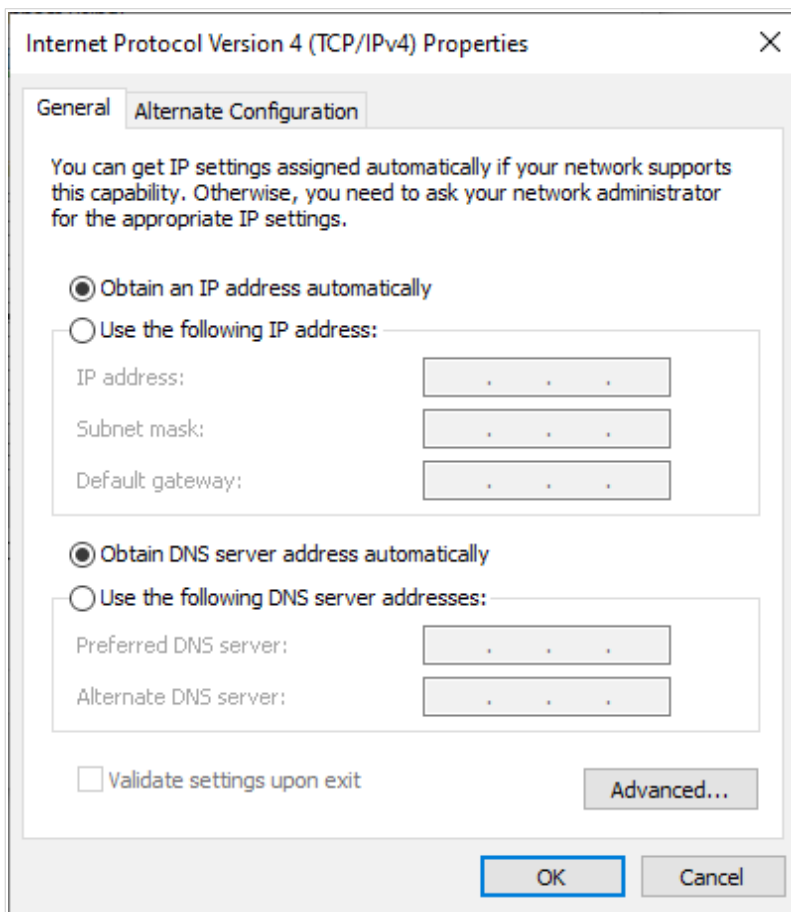 Internet Protocol Version 4 (TCP/IPv4) Properties
General
Alternate Configuration
You can get IP settings assigned automatically if your network supports
this capability. Otherwise, you need to ask your network administrator
for the appropriate IP settings.
Obtain an IP address automatically
Use the following IP address:
IP address:
Subnet mask:
Default gateway:
Obtain DNS server address automatically
Use the following DNS server addresses:
Preferred DNS server:
Alternate DNS server:
Validate settings upon exit
Advanced...
OK
Cancel